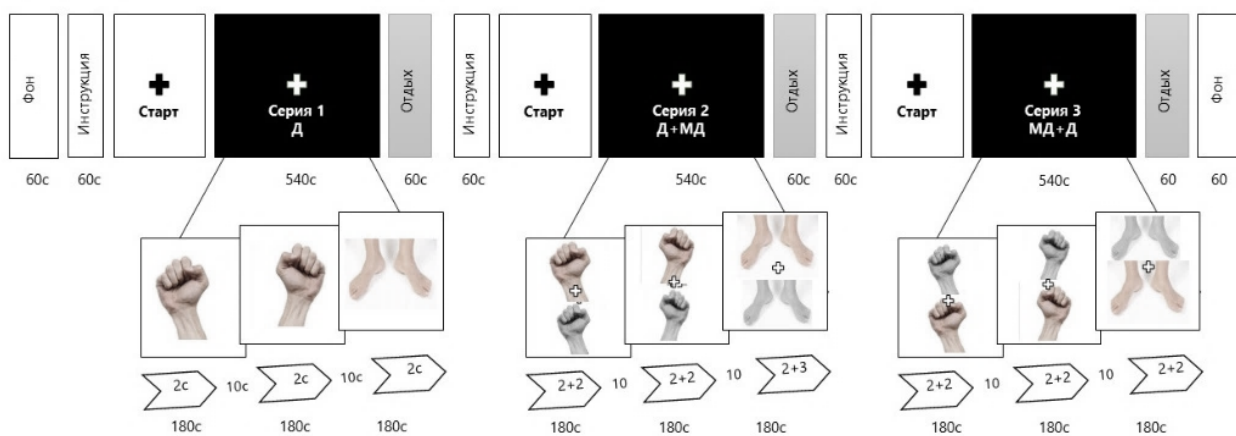 Фон
Инструкция
Старт
Серия 1
Д
Отдых
Инструкция
Старт
Серия 2
Д+МД
Отдых
Инструкция
Старт
Серия 3
МД+Д
Отдых
Фон
60с
60с
540с
60с
60с
540с
60с
60с
540с
60
60
2с
10с
2с
10с
2с
2+2
10
2+2
10
2+3
2+2
10
2+2
10
2+2
180с
180с
180с
180с
180с
180с
180с
180с
180с